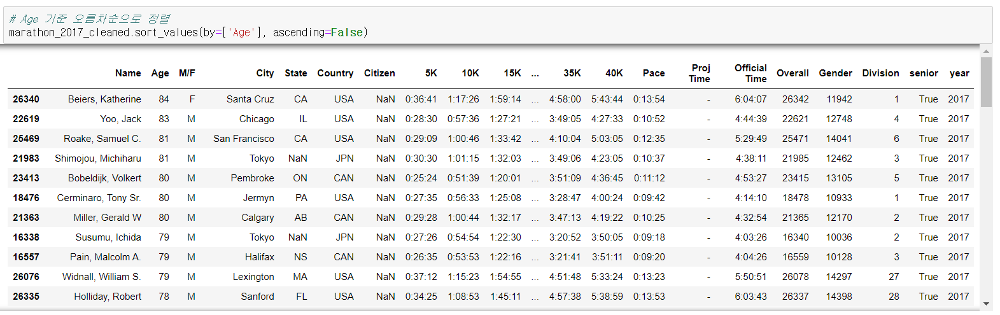 # Age 기준 오름차순으로 정렬
marathon_2017_cleaned.sort_values(by=['Age'], ascending=False)
Name Age M/F City State Country Citizen 5K 10K 15K ... 35K 40K Pace Proj Time Official Time Overall Gender Division senior year
26340 Beiers, Katherine 84 F Santa Cruz CA USA NaN 0:36:41 1:17:26 1:59:14 ... 4:58:00 5:43:44 0:13:54 - 6:04:07 26342 11942 1 True 2017
22619 Yoo, Jack 83 M Chicago IL USA NaN 0:28:30 0:57:36 1:27:21 ... 3:49:05 4:27:33 0:10:52 - 4:44:39 22621 12748 4 True 2017
25469 Roake, Samuel C. 81 M San Francisco CA USA NaN 0:29:09 1:00:46 1:33:42 ... 4:10:04 5:03:05 0:12:35 - 5:29:49 25471 14041 6 True 2017
21983 Shimojou, Michiharu 81 M Tokyo NaN JPN NaN 0:30:30 1:01:15 1:32:03 ... 3:49:06 4:23:05 0:10:37 - 4:38:11 21985 12462 3 True 2017
23413 Bobeldijk, Volkert 80 M Pembroke ON CAN NaN 0:25:24 0:51:39 1:20:01 ... 3:51:09 4:36:45 0:11:12 - 4:53:27 23415 13105 5 True 2017
18476 Cerminaro, Tony Sr. 80 M Jermyn PA USA NaN 0:27:35 0:56:33 1:25:08 ... 3:28:47 4:00:24 0:09:42 - 4:14:10 18478 10933 1 True 2017
21363 Miller, Gerald W 80 M Calgary AB CAN NaN 0:29:28 1:00:44 1:32:17 ... 3:47:13 4:19:22 0:10:25 - 4:32:54 21365 12170 2 True 2017
16338 Susumu, Ichida 79 M Tokyo NaN JPN NaN 0:27:26 0:54:54 1:22:30 ... 3:20:52 3:50:05 0:09:18 - 4:03:26 16340 10036 2 True 2017
16557 Pain, Malcolm A. 79 M Halifax NS CAN NaN 0:26:35 0:53:53 1:22:16 ... 3:21:41 3:51:11 0:09:20 - 4:04:26 16559 10128 3 True 2017
26076 Widnall, William S. 79 M Lexington MA USA NaN 0:37:12 1:15:23 1:54:55 ... 4:51:48 5:33:24 0:13:23 - 5:50:51 26078 14297 27 True 2017
26335 Holliday, Robert 78 M Sanford FL USA NaN 0:34:25 1:08:53 1:45:11 ... 4:57:38 5:38:59 0:13:53 - 6:03:43 26337 14398 28 True 2017